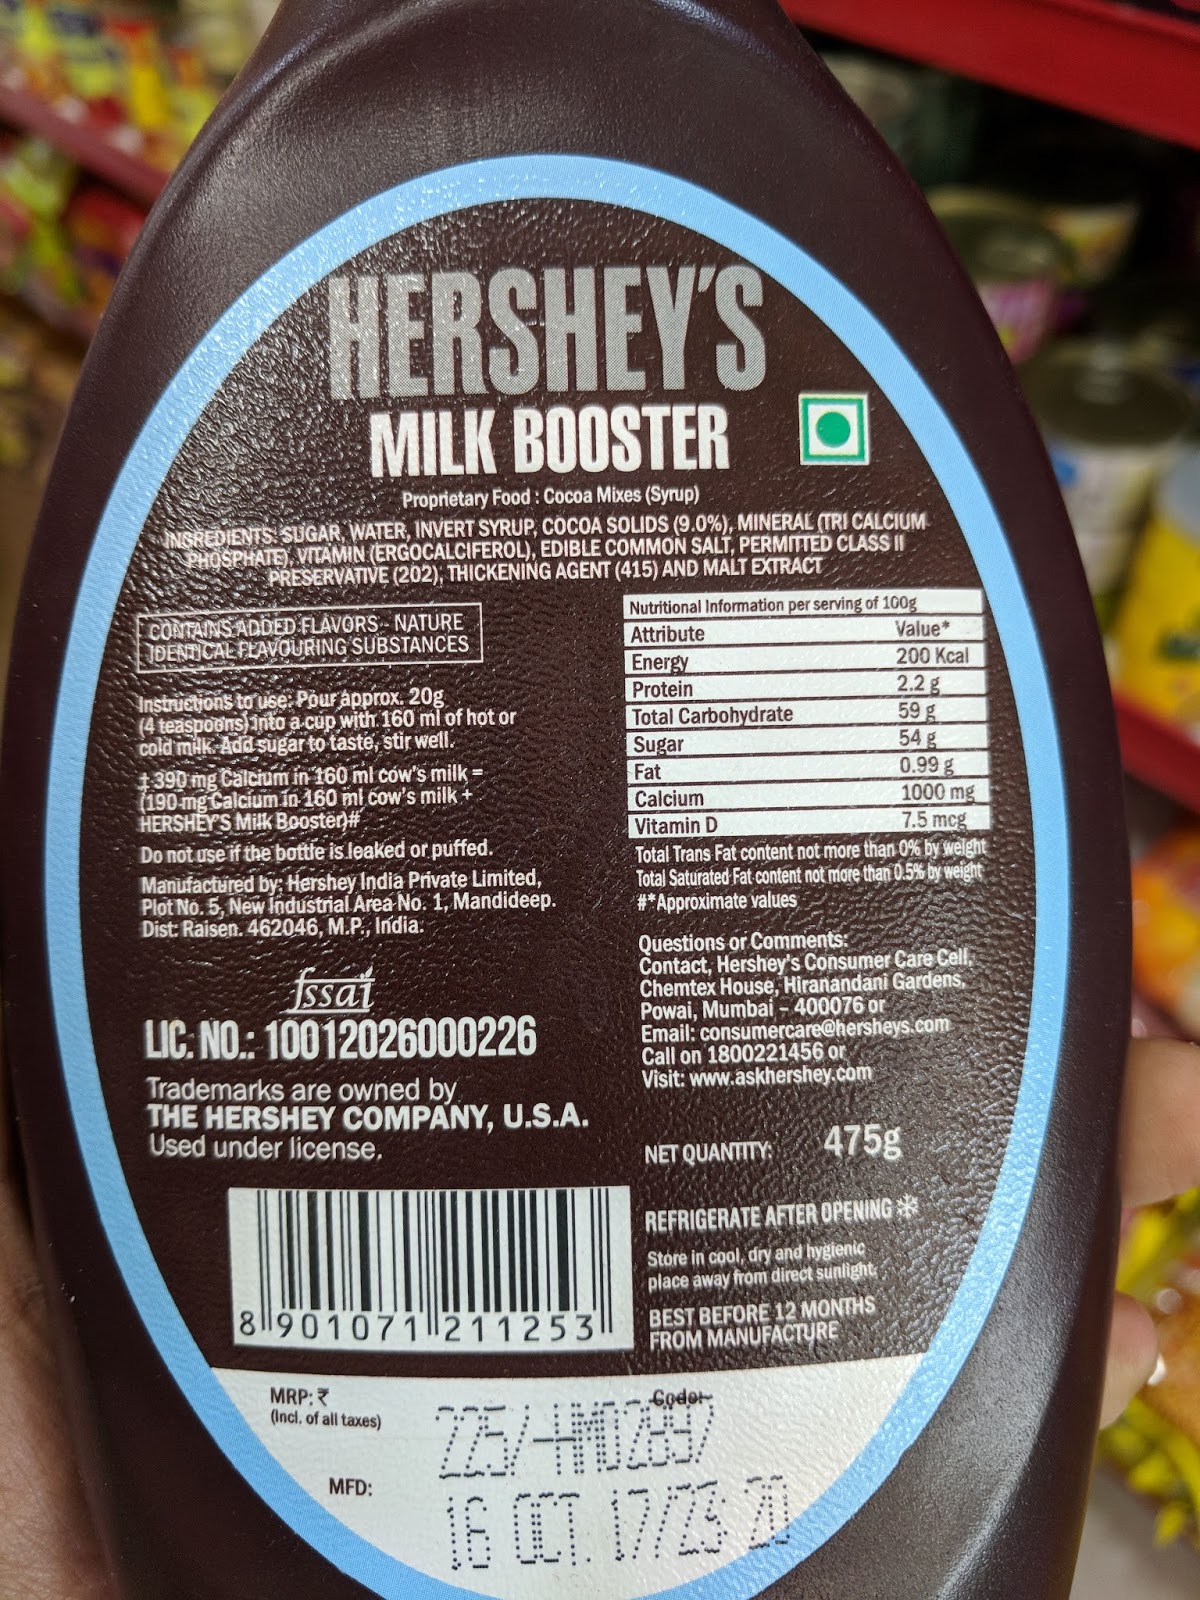 HERSHEY'S
MILK BOOSTER
Proprietary Food : Cocoa Mixes (Syrup)
INGREDIENTS: SUGAR, WATER, INVERT SYRUP, COCOA SOLIDS (9.0%), MINERAL (TRI CALCIUM
PHOSPHATE), VITAMIN (ERGOCALCIFEROL), EDIBLE COMMON SALT, PERMITTED CLASS II
PRESERVATIVE (202), THICKENING AGENT (415) AND MALT EXTRACT
CONTAINS ADDED FLAVORS - NATURE
IDENTICAL FLAVOURING SUBSTANCES
Instructions to use: Pour approx. 20g
(4 teaspoons) into a cup with 160 ml of hot or
cold milk. Add sugar to taste, stir well.
‡ 390 mg Calcium in 160 ml cow's milk =
(190 mg Calcium in 160 ml cow's milk +
HERSHEY'S Milk Booster)#
Do not use if the bottle is leaked or puffed.
Manufactured by: Hershey India Private Limited,
Plot No. 5, New Industrial Area No. 1, Mandideep.
Dist: Raisen. 462046, M.P., India.
fssai
LIC. NO.: 10012026000226
Trademarks are owned by
THE HERSHEY COMPANY, U.S.A.
Used under license.
8 901071 211253
Nutritional Information per serving of 100g
Attribute Value*
Energy 200 Kcal
Protein 2.2 g
Total Carbohydrate 59 g
Sugar 54 g
Fat 0.99 g
Calcium 1000 mg
Vitamin D 7.5 mcg
Total Trans Fat content not more than 0% by weight
Total Saturated Fat content not more than 0.5% by weight
#*Approximate values
Questions or Comments:
Contact, Hershey's Consumer Care Cell,
Chemtex House, Hiranandani Gardens,
Powai, Mumbai - 400076 or
Email: consumercare@hersheys.com
Call on 1800221456 or
Visit: www.askhershey.com
NET QUANTITY: 475g
REFRIGERATE AFTER OPENING
Store in cool, dry and hygienic
place away from direct sunlight.
BEST BEFORE 12 MONTHS
FROM MANUFACTURE
MRP: ₹ Code:
(Incl. of all taxes) 225/-HM02897
MFD: 16 OCT. 17/23 20